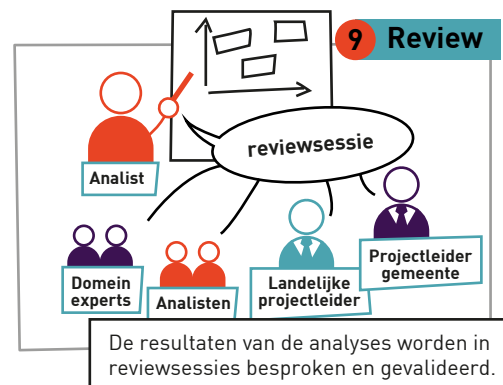 9 Review
reviewsessie
Analist
Domein
experts
Analisten
Landelijke
projectleider
Projectleider
gemeente
De resultaten van de analyses worden in
reviewsessies besproken en gevalideerd.